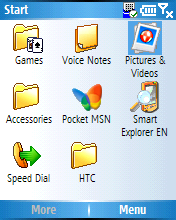 Start
Games
Voice Notes
Pictures &
Videos
Accessories
Pocket MSN
Smart
Explorer EN
Speed Dial
HTC
More
Menu